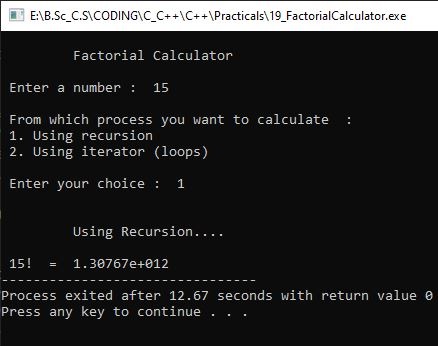 E:\B.Sc_C.S\CODING\C_C++\C++\Practicals\19_FactorialCalculator.exe
Factorial Calculator
Enter a number :  15
From which process you want to calculate  :
1. Using recursion
2. Using iterator (loops)
Enter your choice :  1
Using Recursion....
15!  =  1.30767e+012
--------------------------------
Process exited after 12.67 seconds with return value 0
Press any key to continue . . .